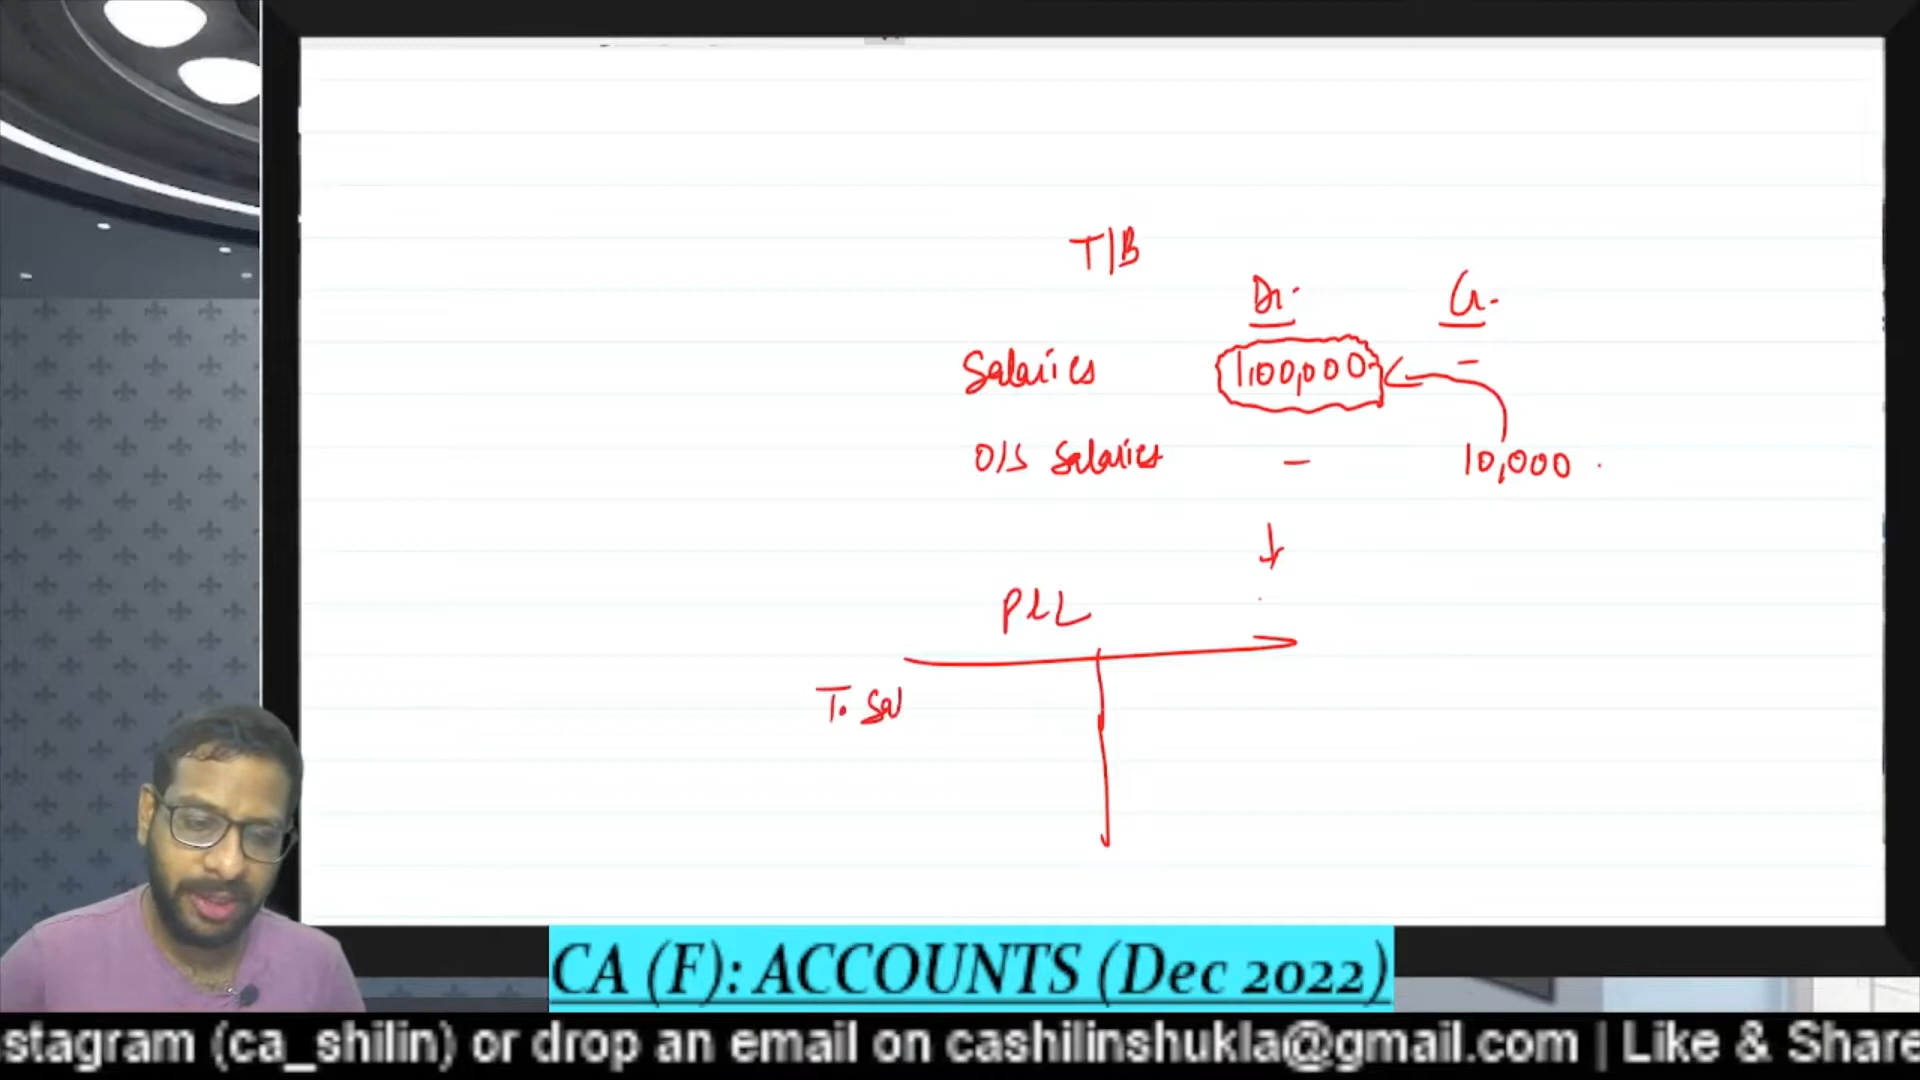 T/B
Dr. Cr.
Salaries 1,00,000 -
O/S Salaries - 10,000
P&L
To Sal
CA (F): ACCOUNTS (Dec 2022)
stagram (ca_shilin) or drop an email on cashilinshukla@gmail.com | Like & Share